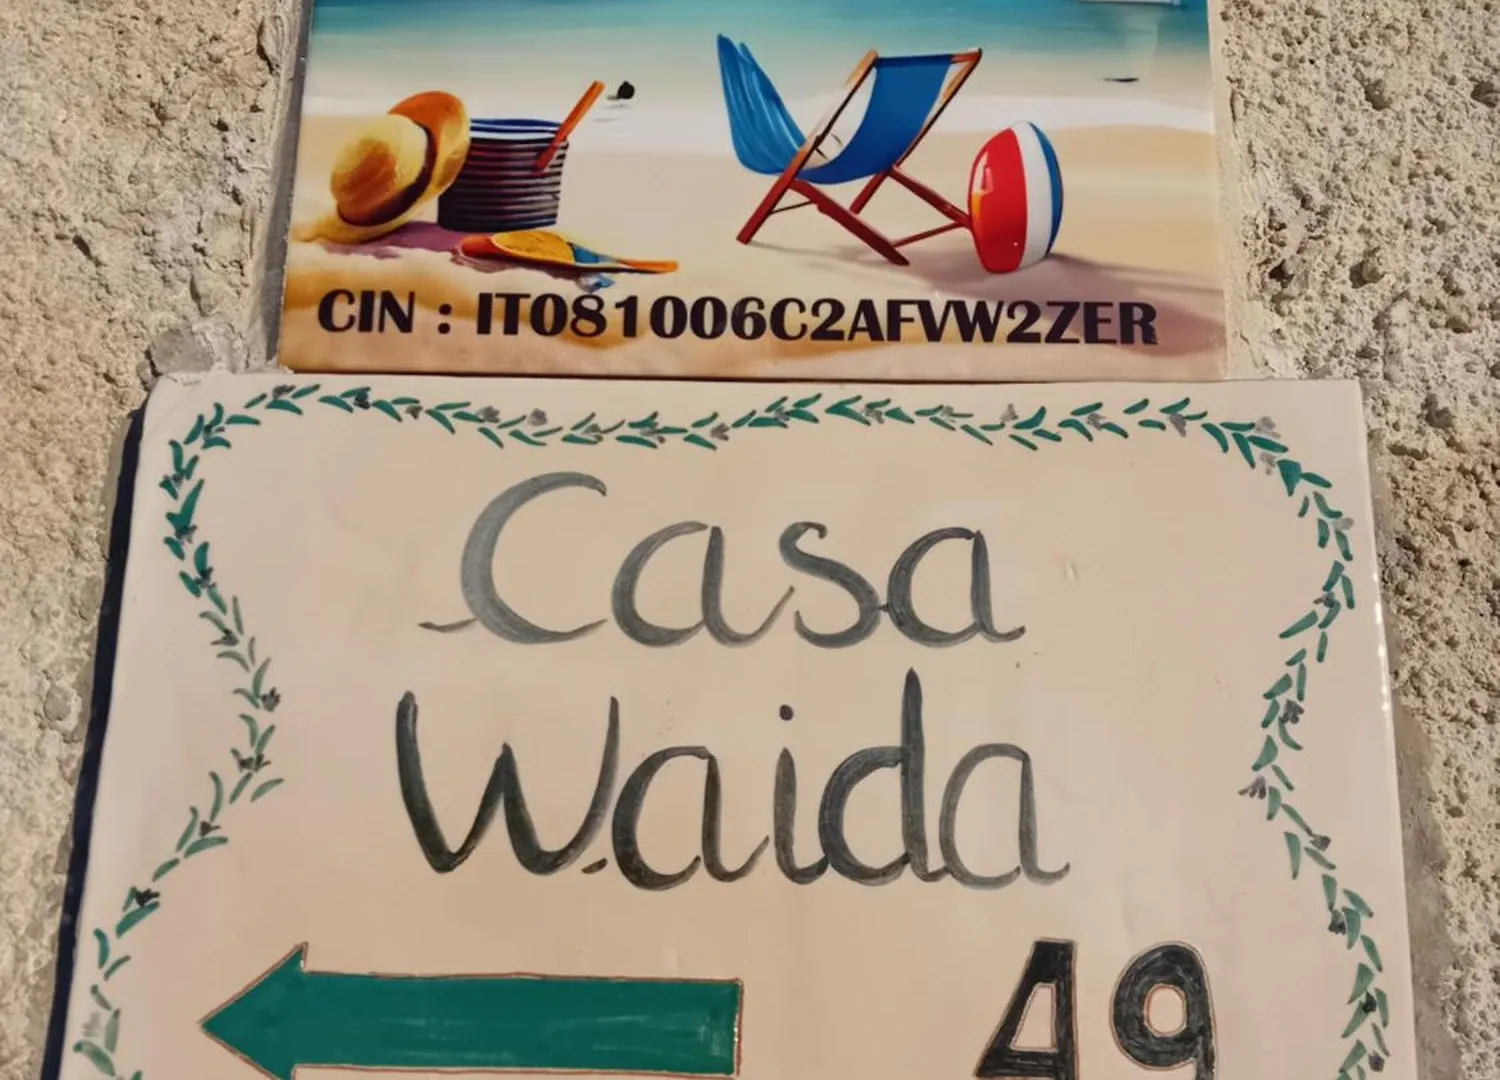 CIN : IT081006C2AFVW2ZER
Casa
Waida
49